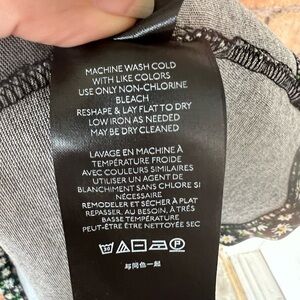 MACHINE WASH COLD
WITH LIKE COLORS
USE ONLY NON-CHLORINE
BLEACH
RESHAPE & LAY FLAT TO DRY
LOW IRON AS NEEDED
MAY BE DRY CLEANED
LAVAGE EN MACHINE À
TEMPÉRATURE FROIDE
AVEC COULEURS SIMILAIRES
UTILISER UN AGENT DE
BLANCHIMENT SANS CHLORE SI
NÉCESSAIRE
REMODELER ET SÉCHER À PLAT
REPASSER, AU BESOIN, À TRÈS
BASSE TEMPÉRATURE
PEUT-ÊTRE ÊTRE NETTOYÉE SEC
与同色一起